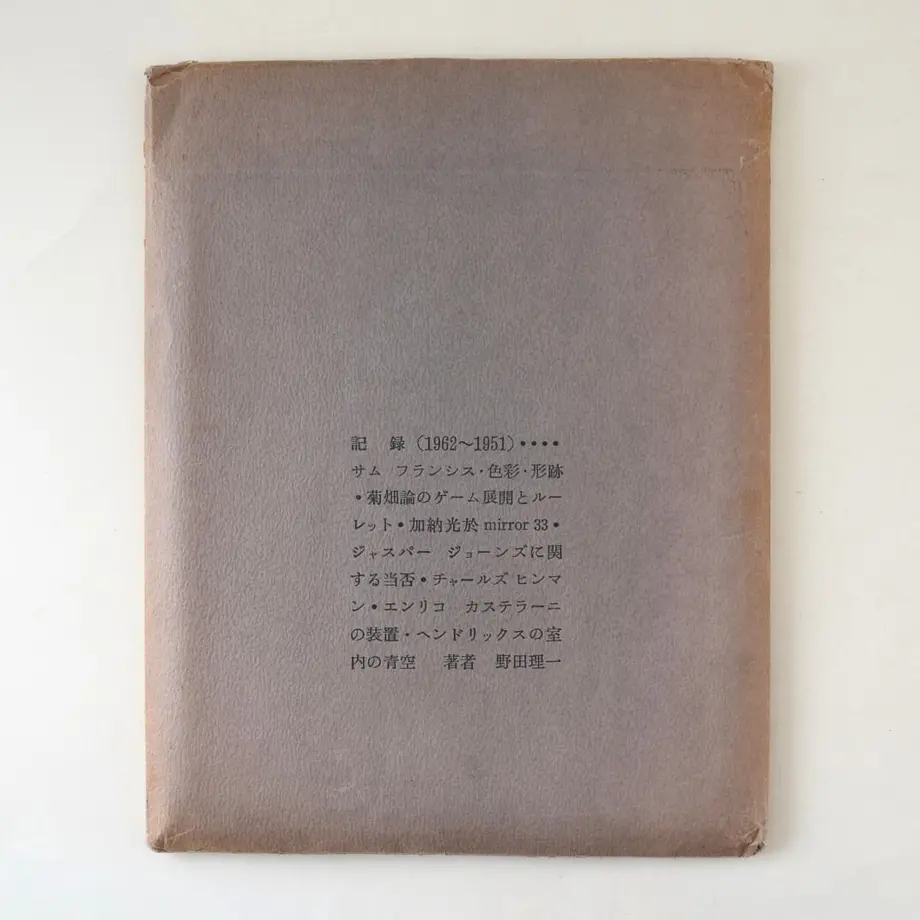 記　録（1962〜1951）・・・・
サム　フランシス・色彩・形跡
・菊畑論のゲーム展開とルー
レット・加納光於 mirror 33・
ジャスパー　ジョーンズに関
する当否・チャールズ ヒンマ
ン・エンリコ　カステラーニ
の装置・ヘンドリックスの室
内の青空　著者　野田理一